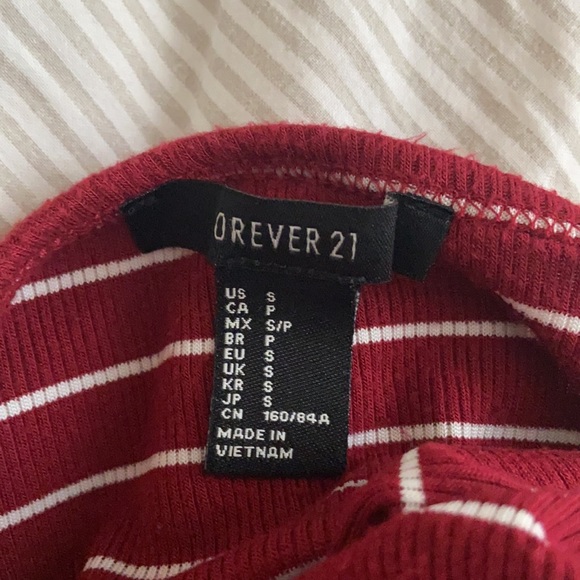 OREVER 21
US S
CA P
MX S/P
BR P
EU S
UK S
KR S
JP S
CN 160/84A
MADE IN
VIETNAM